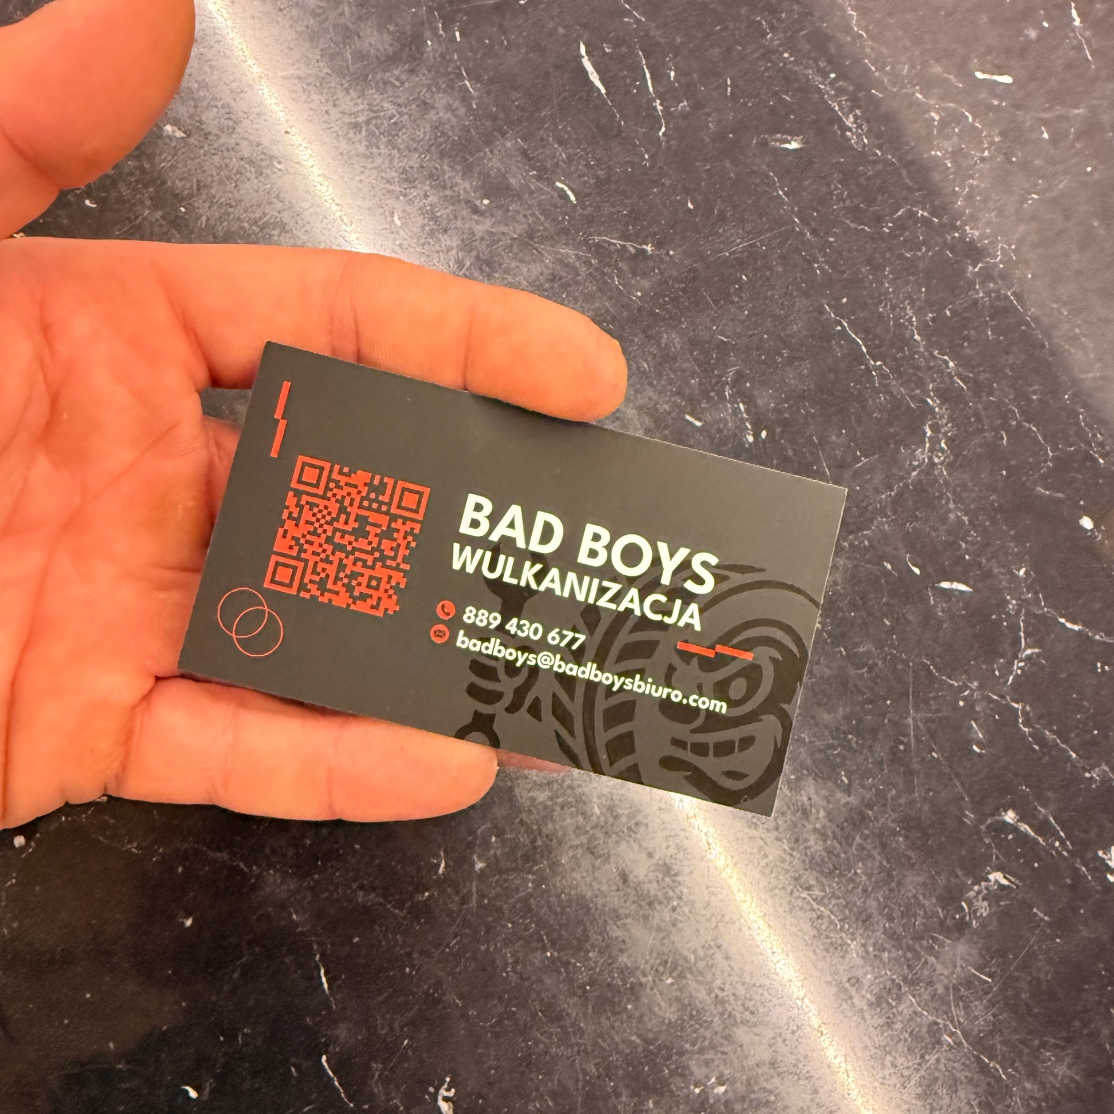 BAD BOYS
WULKANIZACJA
889 430 677
badboys@badboysbiuro.com